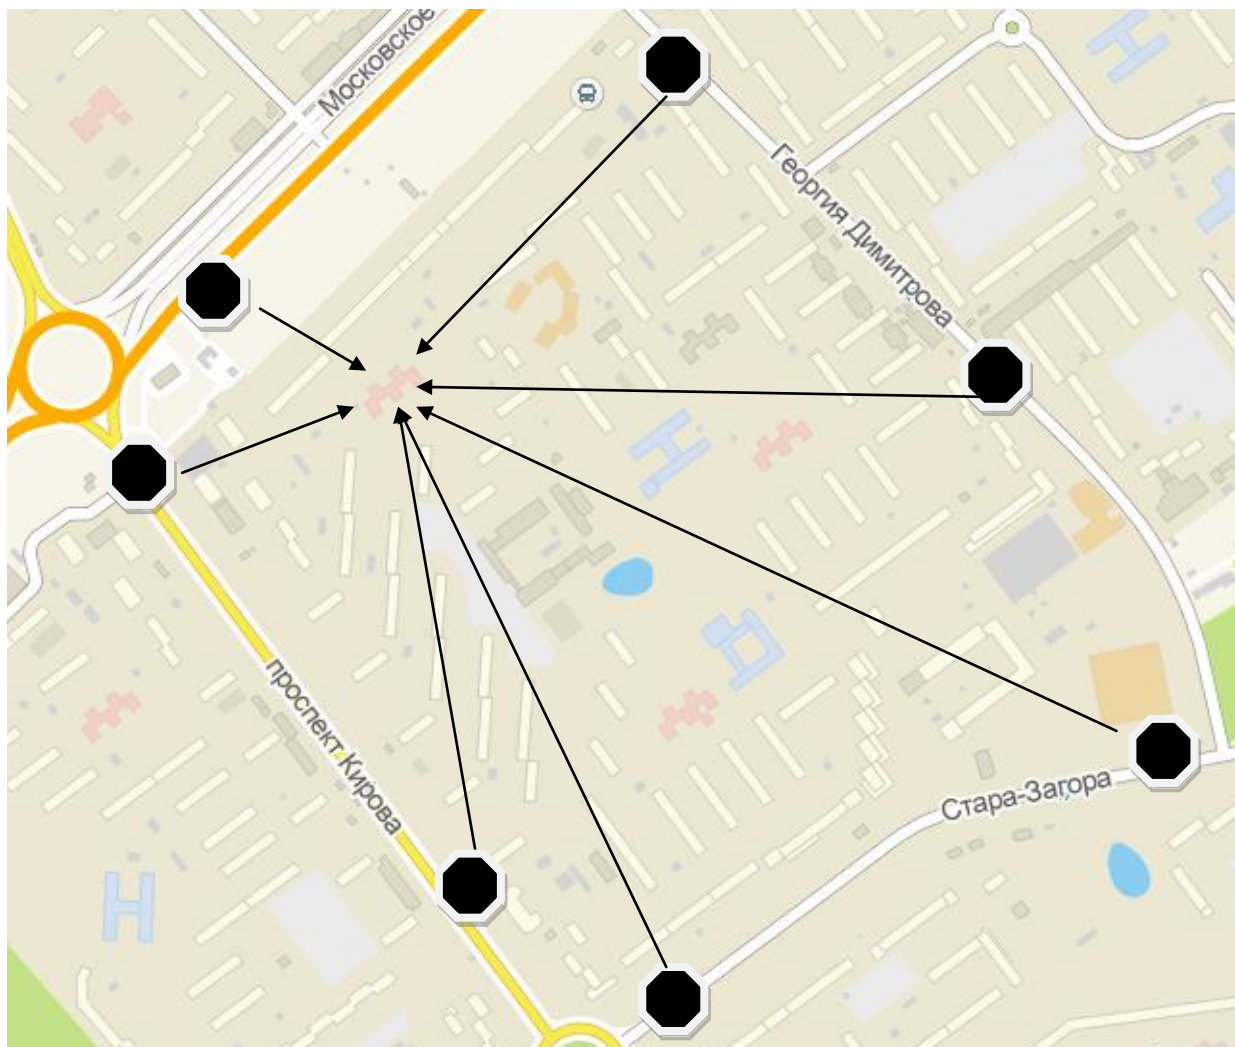 Московское
Георгия Димитрова
проспект Кирова
Стара-Загора